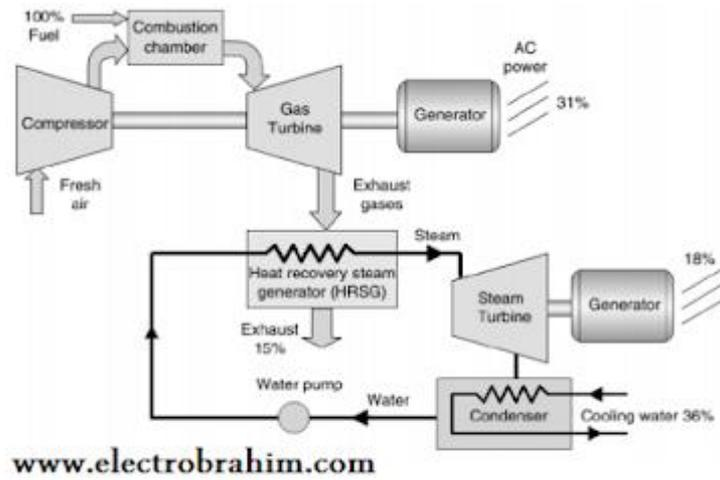 100%
Fuel
Combustion
chamber
AC
power
31%
Compressor
Gas
Turbine
Generator
Fresh
air
Exhaust
gases
Steam
Heat recovery steam
generator (HRSG)
18%
Steam
Turbine
Generator
Exhaust
15%
Water pump
Water
Condenser
Cooling water 36%
www.electrobrahim.com